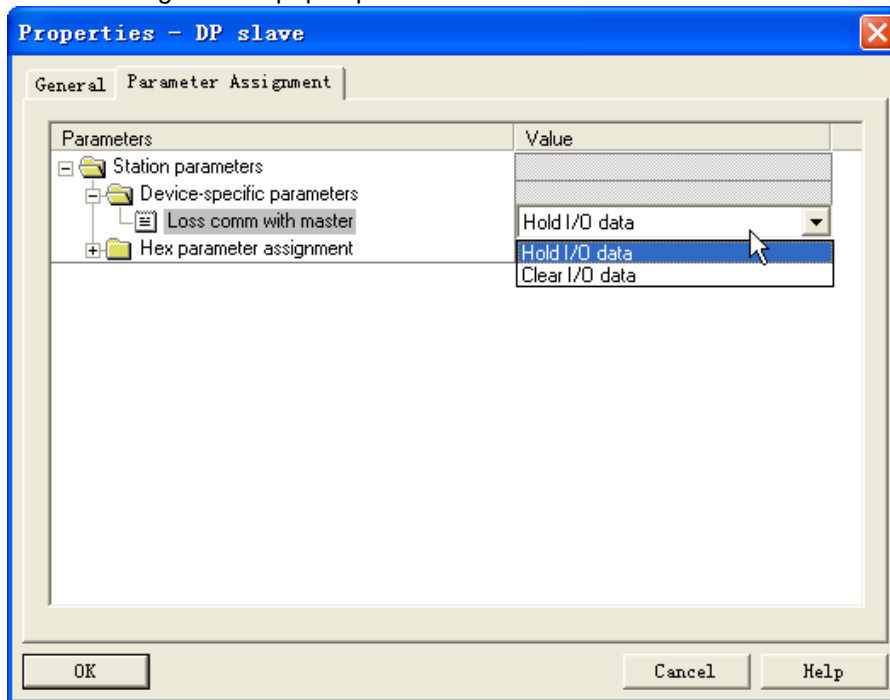 Properties - DP slave
General Parameter Assignment
Parameters Value
Station parameters
Device-specific parameters
Loss comm with master Hold I/O data
Hex parameter assignment Hold I/O data
Clear I/O data
OK Cancel Help